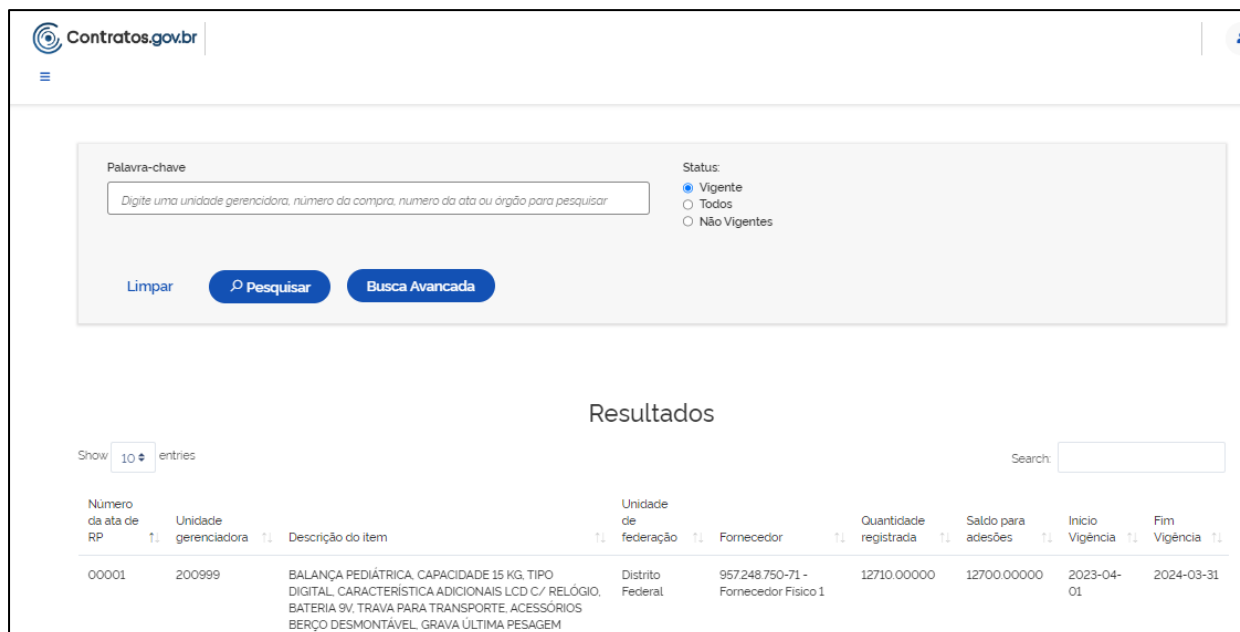 Contratos.gov.br
Palavra-chave
Digite uma unidade gerencidora, número da compra, numero da ata ou órgão para pesquisar
Status:
Vigente
Todos
Não Vigentes
Limpar
Pesquisar
Busca Avancada
Resultados
Show 10 entries
Search:
Número da ata de RP
Unidade gerenciadora
Descrição do item
Unidade de federação
Fornecedor
Quantidade registrada
Saldo para adesões
Início Vigência
Fim Vigência
00001
200999
BALANÇA PEDIÁTRICA, CAPACIDADE 15 KG, TIPO
DIGITAL, CARACTERÍSTICA ADICIONAIS LCD C/ RELÓGIO,
BATERIA 9V, TRAVA PARA TRANSPORTE, ACESSÓRIOS
BERÇO DESMONTÁVEL, GRAVA ÚLTIMA PESAGEM
Distrito
Federal
957.248.750-71 -
Fornecedor Físico 1
12710.00000
12700.00000
2023-04-
01
2024-03-31